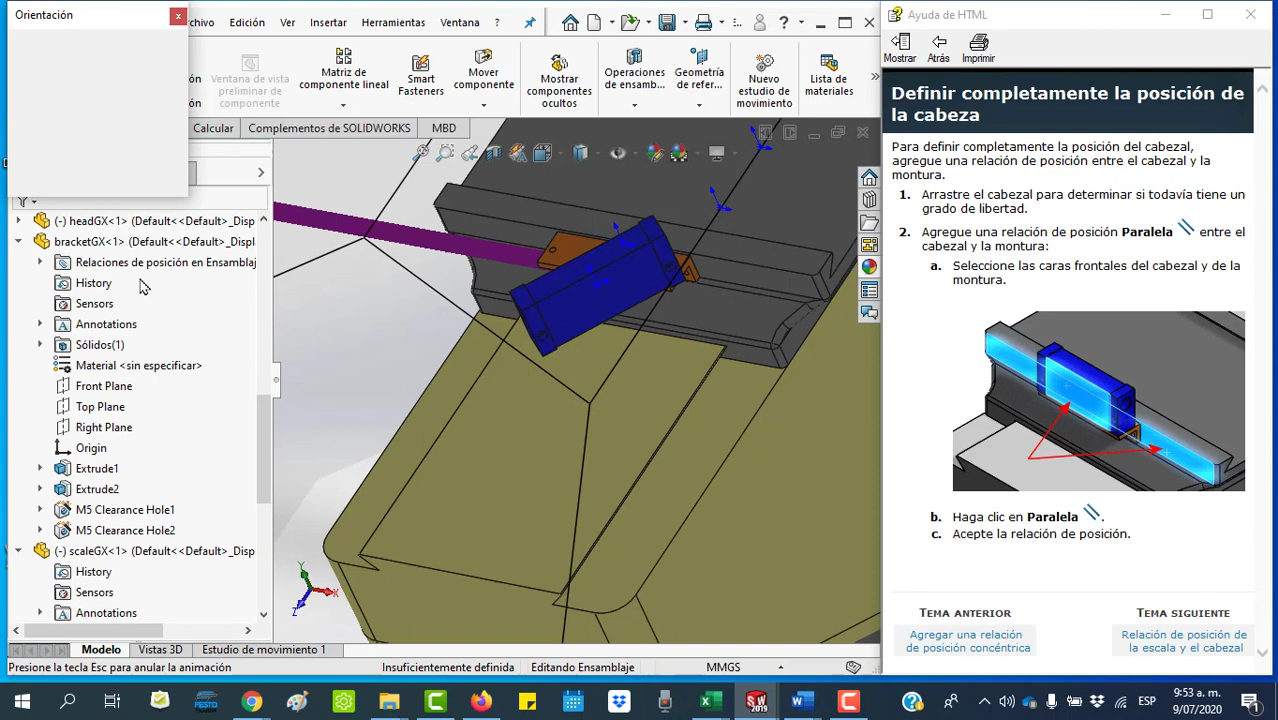 Orientación
chivo Edición Ver Insertar Herramientas Ventana ?
Ventana de vista
preliminar de
componente
Matriz de
componente lineal
Smart
Fasteners
Mover
componente
Mostrar
componentes
ocultos
Operaciones
de ensamb...
Geometría
de refer...
Nuevo
estudio de
movimiento
Lista de
materiales
Calcular Complementos de SOLIDWORKS MBD
(-) headGX<1> (Default<<Default>_Disp
bracketGX<1> (Default<<Default>_Displ
Relaciones de posición en Ensamblaj
History
Sensors
Annotations
Sólidos(1)
Material <sin especificar>
Front Plane
Top Plane
Right Plane
Origin
Extrude1
Extrude2
M5 Clearance Hole1
M5 Clearance Hole2
(-) scaleGX<1> (Default<<Default>_Disp
History
Sensors
Annotations
Y
X
Z
Modelo Vistas 3D Estudio de movimiento 1
Presione la tecla Esc para anular la animación Insuficientemente definida Editando Ensamblaje MMGS
Ayuda de HTML
Mostrar Atrás Imprimir
Definir completamente la posición de
la cabeza
Para definir completamente la posición del cabezal,
agregue una relación de posición entre el cabezal y la
montura.
1. Arrastre el cabezal para determinar si todavía tiene un
grado de libertad.
2. Agregue una relación de posición Paralela entre el
cabezal y la montura:
a. Seleccione las caras frontales del cabezal y de la
montura.
b. Haga clic en Paralela .
c. Acepte la relación de posición.
TEMA ANTERIOR
Agregar una relación
de posición concéntrica
TEMA SIGUIENTE
Relación de posición de
la escala y el cabezal
FESTO
SW
2019
ESP
9:53 a. m.
9/07/2020